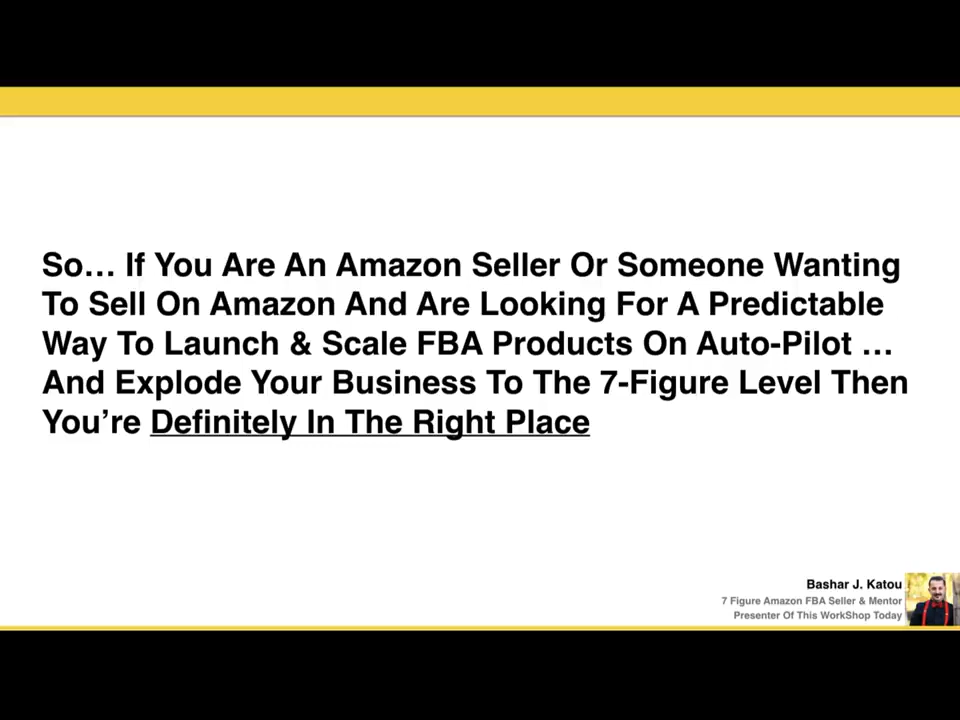 So… If You Are An Amazon Seller Or Someone Wanting
To Sell On Amazon And Are Looking For A Predictable
Way To Launch & Scale FBA Products On Auto-Pilot …
And Explode Your Business To The 7-Figure Level Then
You’re Definitely In The Right Place
Bashar J. Katou
7 Figure Amazon FBA Seller & Mentor
Presenter Of This WorkShop Today